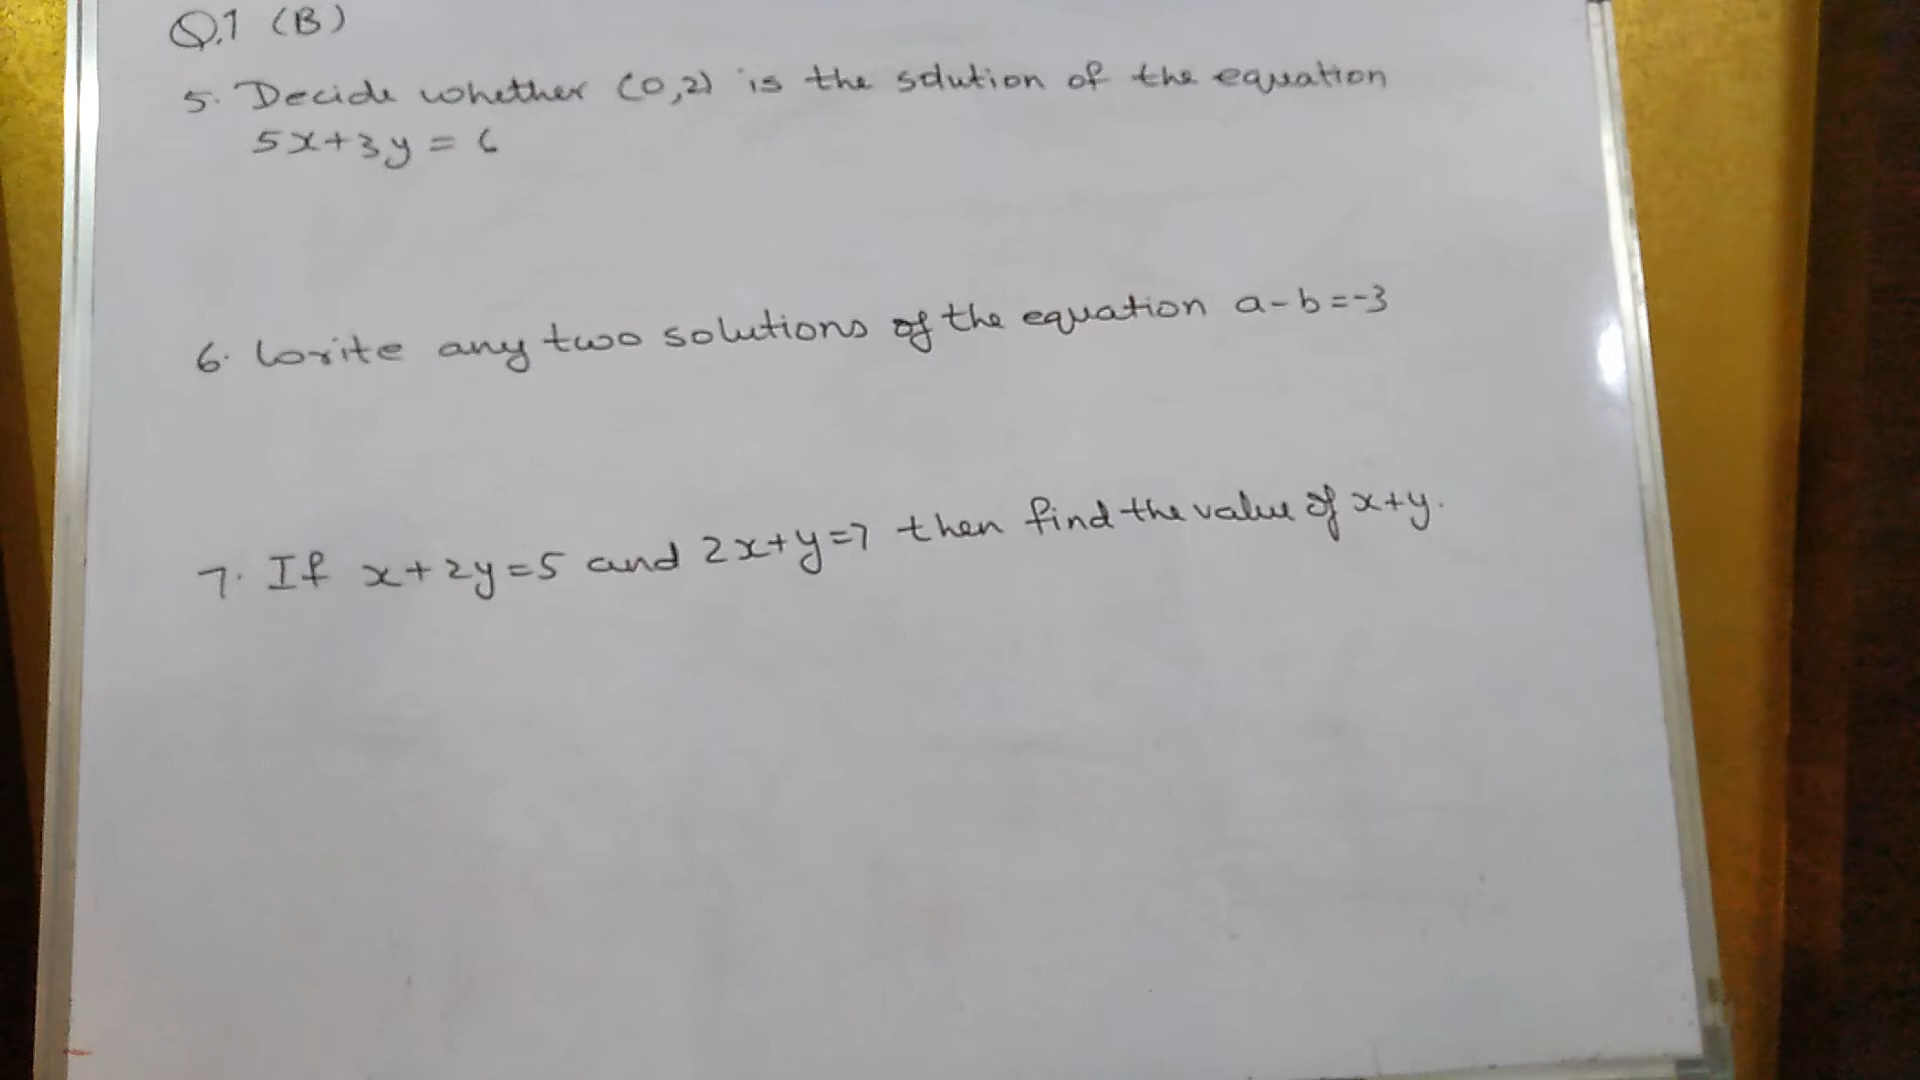 Q.1 (B)
5. Decide whether (0,2) is the solution of the equation
5x+3y = 6
6. Write any two solutions of the equation a-b=-3
7. If x+2y=5 and 2x+y=7 then find the value of x+y.